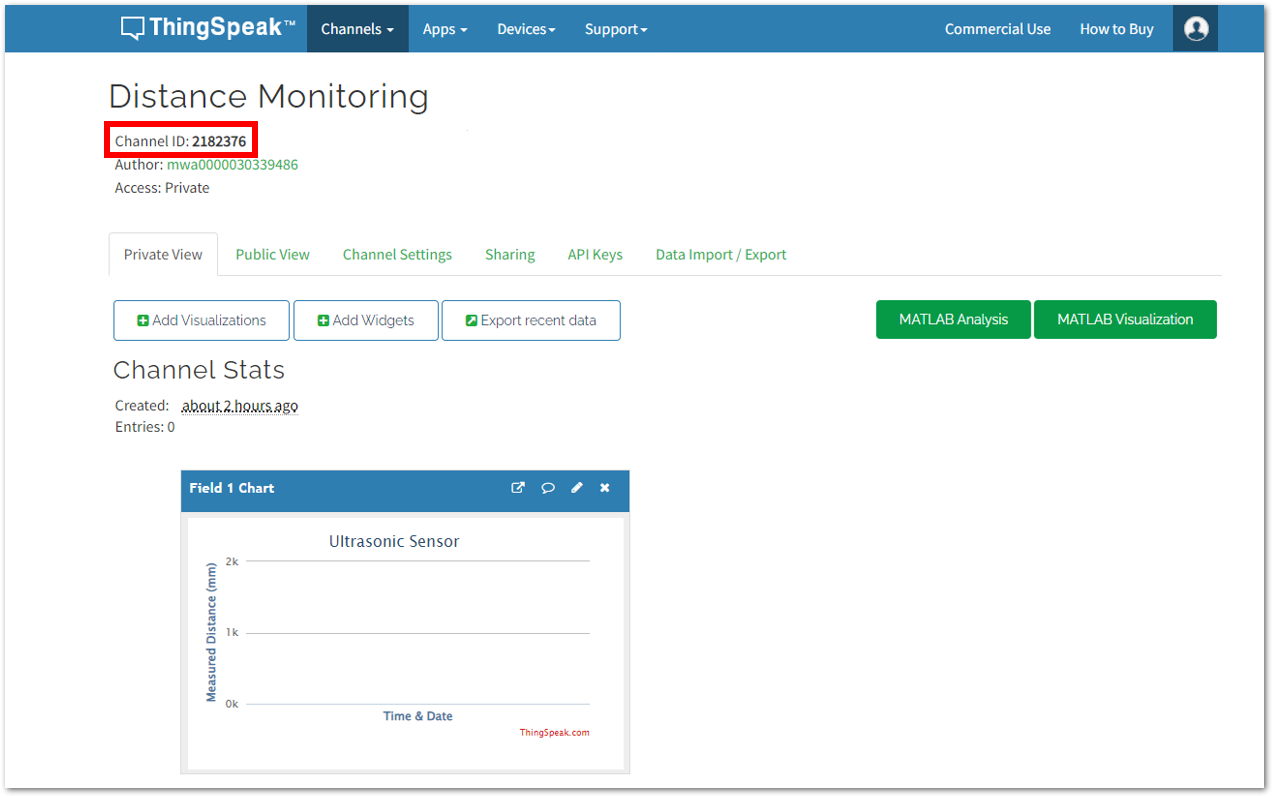 ThingSpeak™ Channels Apps Devices Support Commercial Use How to Buy
Distance Monitoring
Channel ID: 2182376
Author: mwa0000030339486
Access: Private
Private View Public View Channel Settings Sharing API Keys Data Import / Export
Add Visualizations Add Widgets Export recent data MATLAB Analysis MATLAB Visualization
Channel Stats
Created: about 2 hours ago
Entries: 0
Field 1 Chart
Ultrasonic Sensor
Measured Distance (mm)
2k
1k
0k
Time & Date
ThingSpeak.com